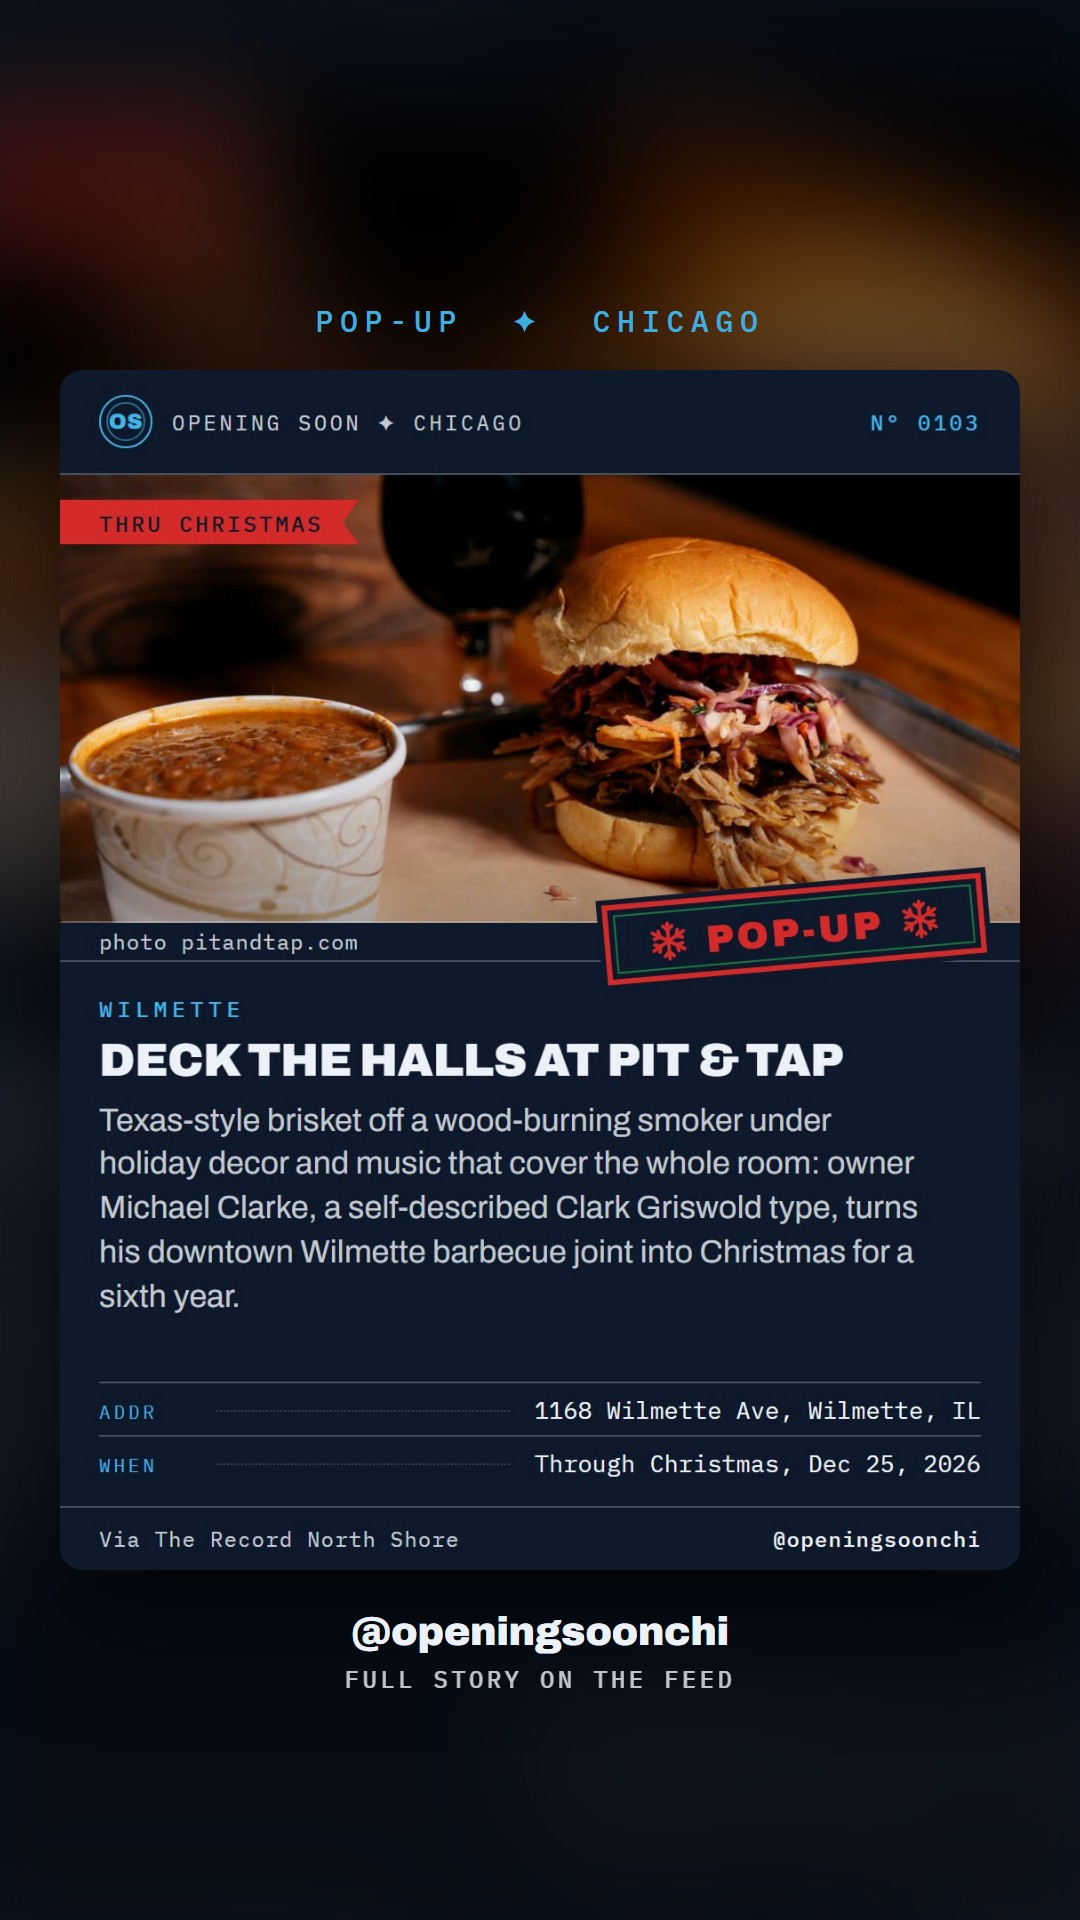 POP-UP ✦ CHICAGO
OS OPENING SOON ✦ CHICAGO N° 0103
THRU CHRISTMAS
❄ POP-UP ❄
photo pitandtap.com
WILMETTE
DECK THE HALLS AT PIT & TAP
Texas-style brisket off a wood-burning smoker under
holiday decor and music that cover the whole room: owner
Michael Clarke, a self-described Clark Griswold type, turns
his downtown Wilmette barbecue joint into Christmas for a
sixth year.
ADDR 1168 Wilmette Ave, Wilmette, IL
WHEN Through Christmas, Dec 25, 2026
Via The Record North Shore @openingsoonchi
@openingsoonchi
FULL STORY ON THE FEED